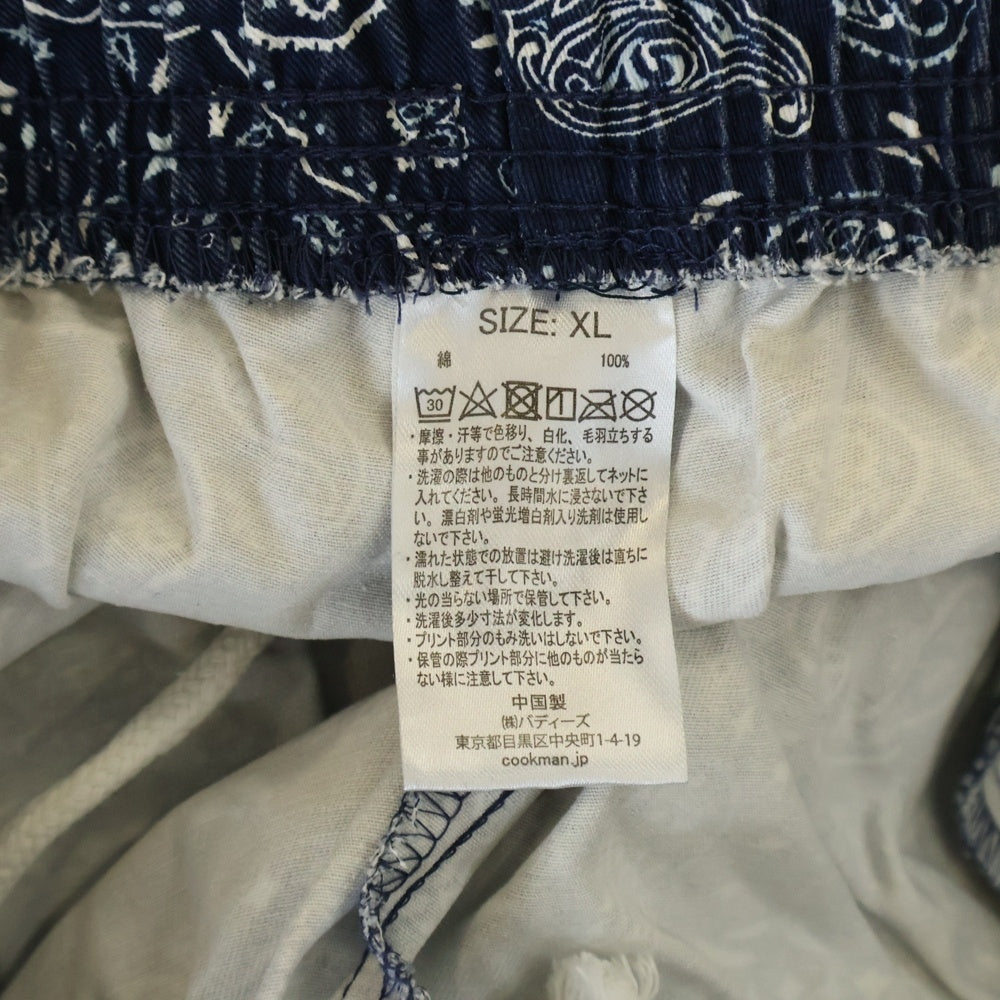 SIZE: XL
綿 100%
30
・摩擦・汗等で色移り、白化、毛羽立ちする
事がありますのでご注意ください。
・洗濯の際は他のものと分け裏返してネットに
入れてください。長時間水に浸さないで下さ
い。漂白剤や蛍光増白剤入り洗剤は使用し
ないで下さい。
・濡れた状態での放置は避け洗濯後は直ちに
脱水し整えて干して下さい。
・光の当らない場所で保管して下さい。
・洗濯後多少寸法が変化します。
・プリント部分のもみ洗いはしないで下さい。
・保管の際プリント部分に他のものが当たら
ない様に注意して下さい。
中国製
㈱バディーズ
東京都目黒区中央町1-4-19
cookman.jp